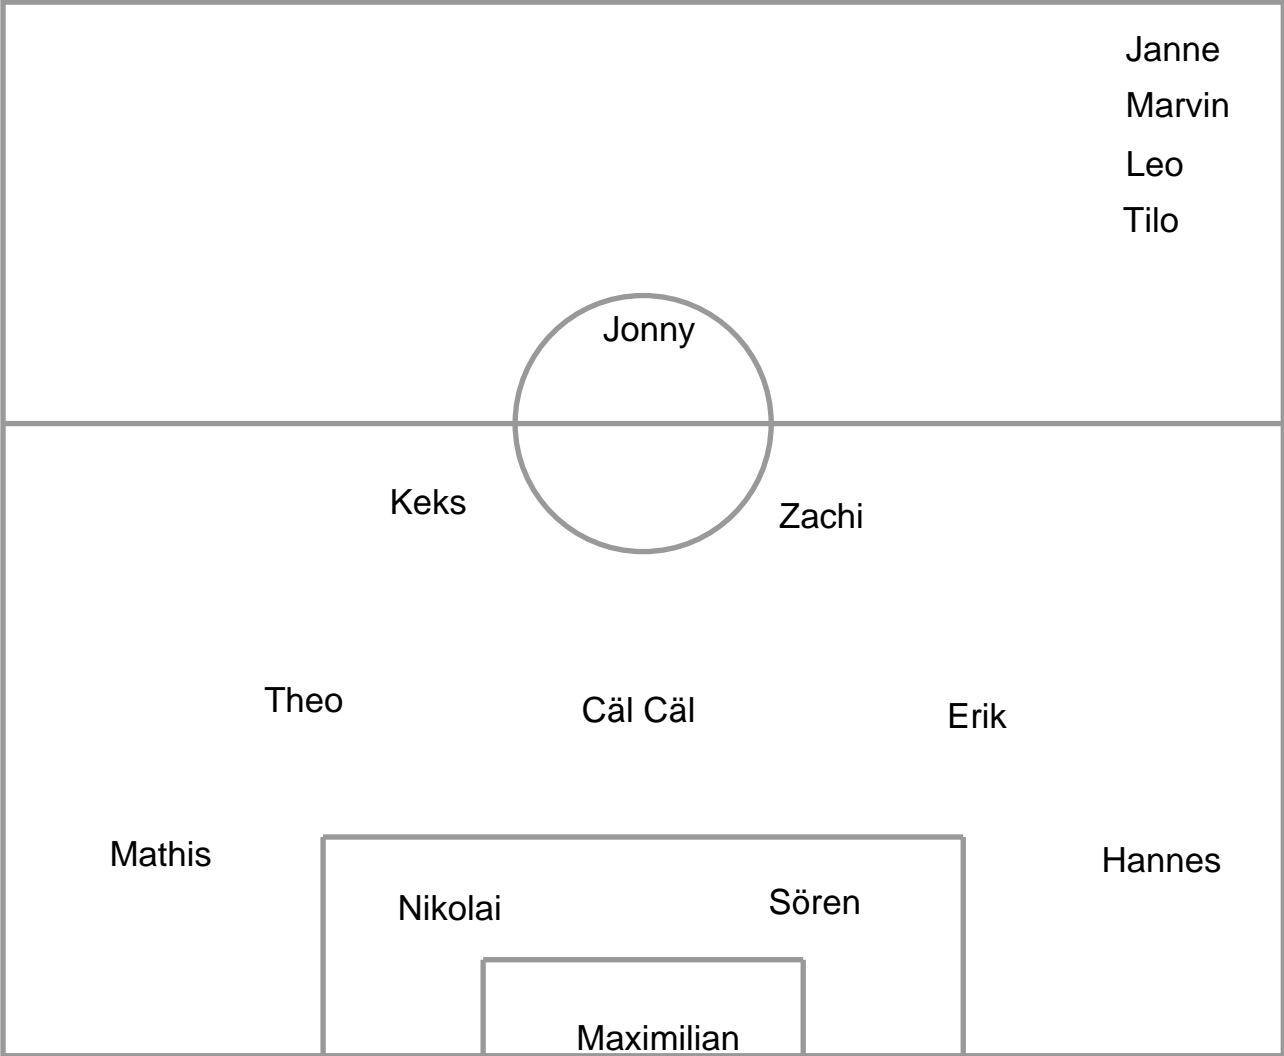 Janne
Marvin
Leo
Tilo
Jonny
Keks
Zachi
Theo
Cäl Cäl
Erik
Mathis
Hannes
Nikolai
Sören
Maximilian